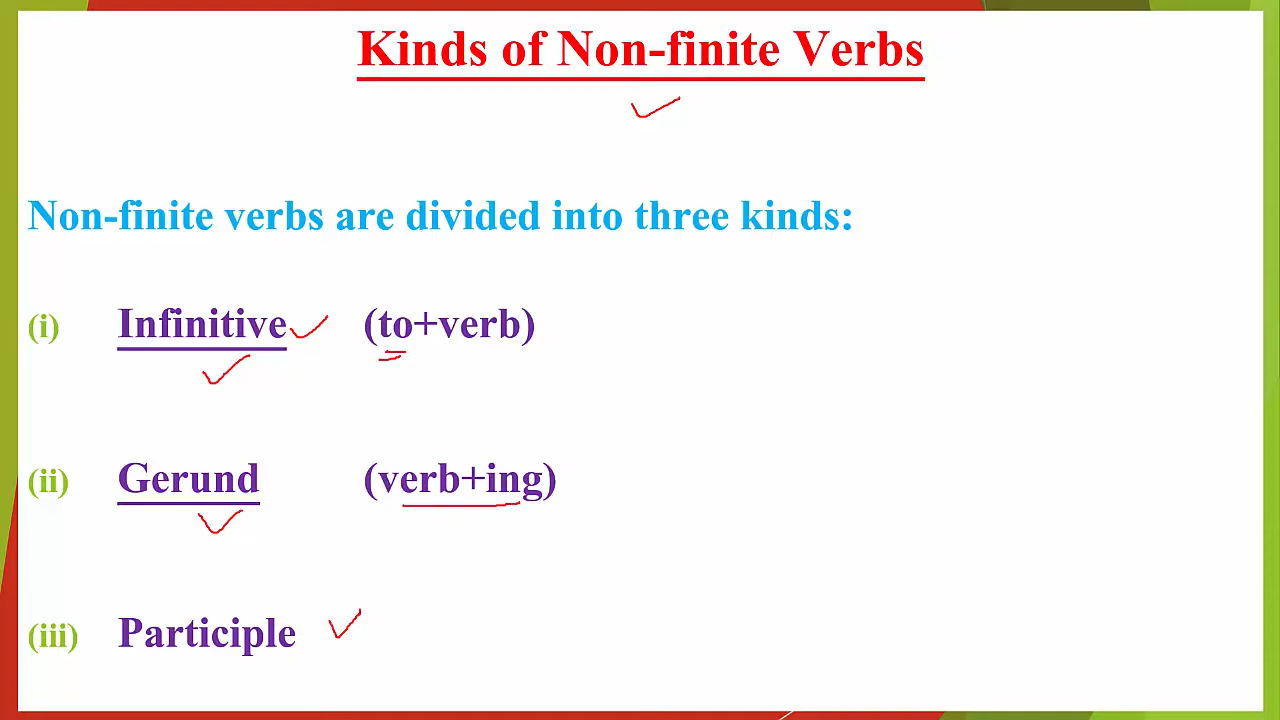 Kinds of Non-finite Verbs
Non-finite verbs are divided into three kinds:
(i) Infinitive (to+verb)
(ii) Gerund (verb+ing)
(iii) Participle